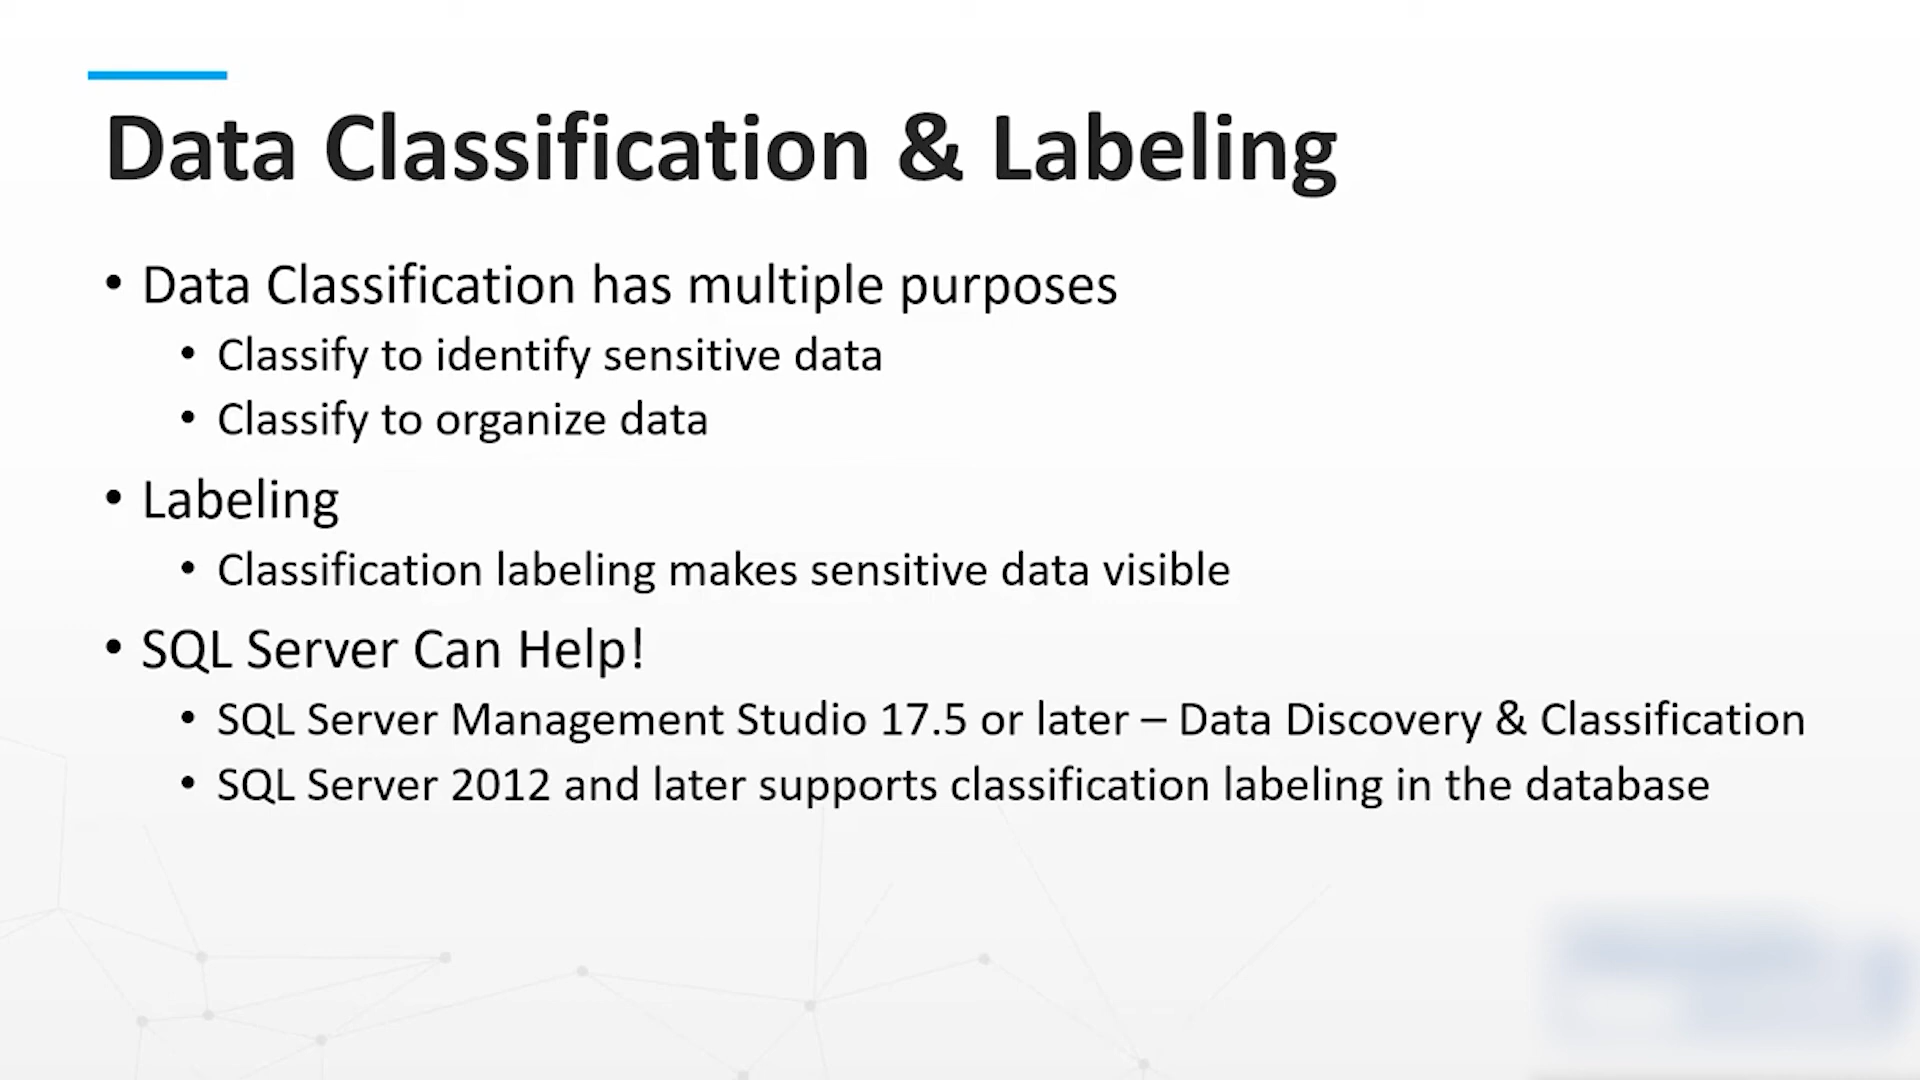 Data Classification & Labeling
• Data Classification has multiple purposes
• Classify to identify sensitive data
• Classify to organize data
• Labeling
• Classification labeling makes sensitive data visible
• SQL Server Can Help!
• SQL Server Management Studio 17.5 or later – Data Discovery & Classification
• SQL Server 2012 and later supports classification labeling in the database